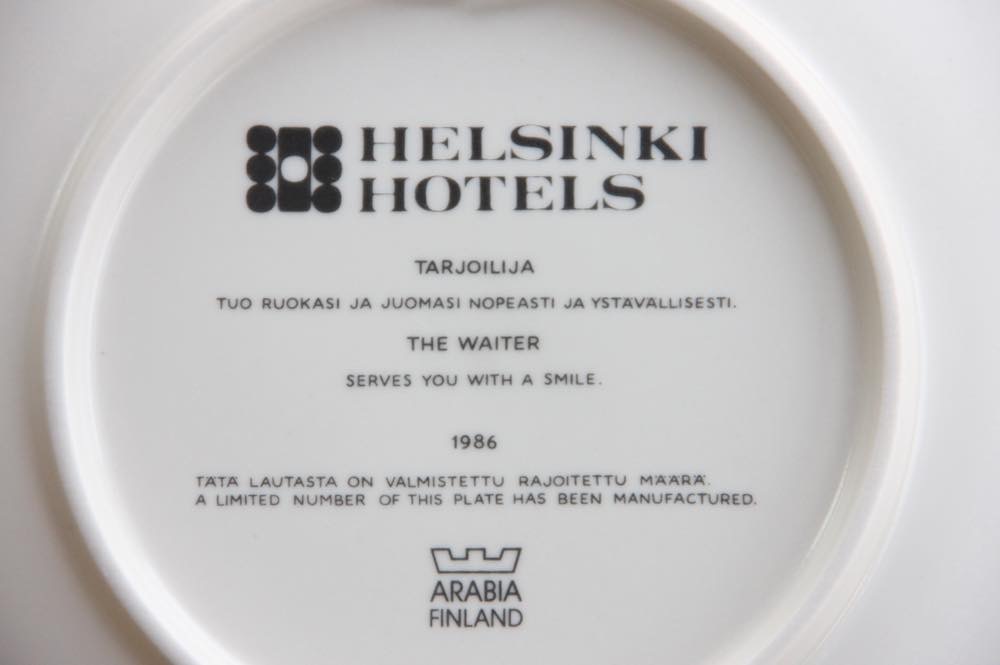 HELSINKI
HOTELS
TARJOILIJA
TUO RUOKASI JA JUOMASI NOPEASTI JA YSTÄVÄLLISESTI.
THE WAITER
SERVES YOU WITH A SMILE.
1986
TÄTÄ LAUTASTA ON VALMISTETTU RAJOITETTU MÄÄRÄ.
A LIMITED NUMBER OF THIS PLATE HAS BEEN MANUFACTURED.
ARABIA
FINLAND